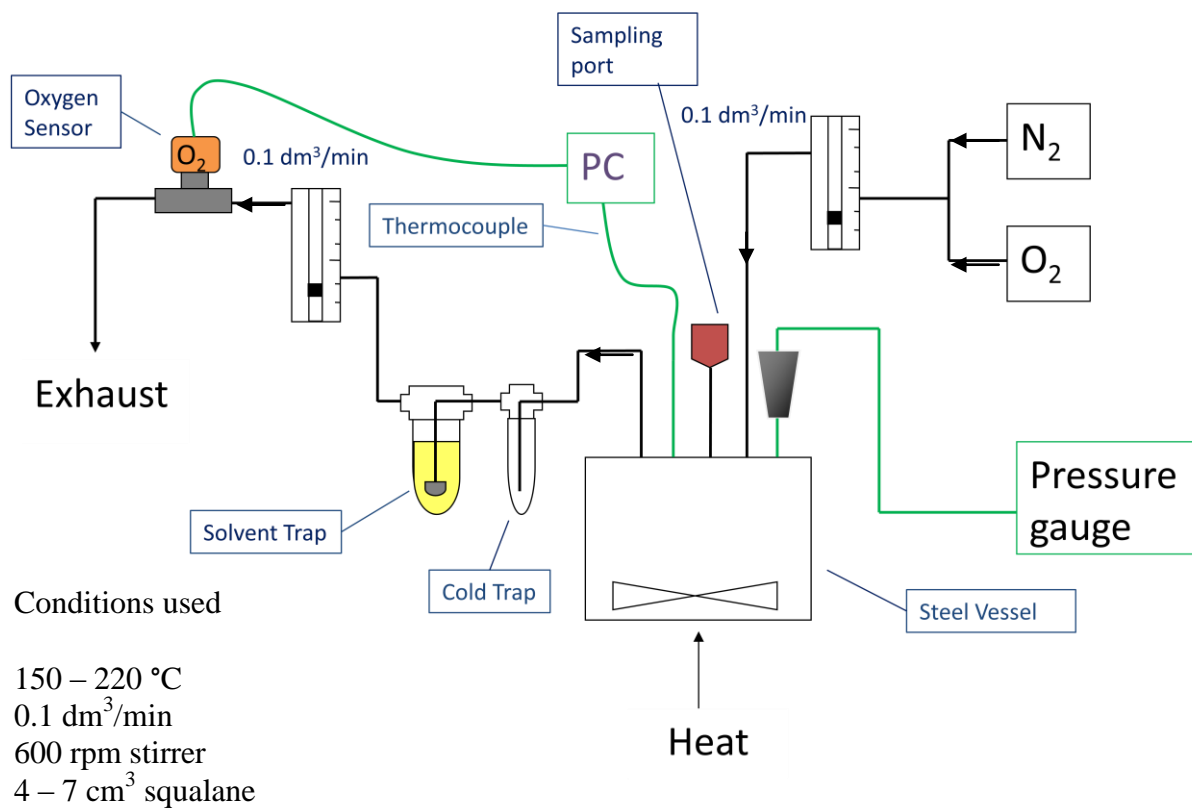 Sampling
port
Oxygen
Sensor
O2
0.1 dm³/min
PC
0.1 dm³/min
N2
O2
Thermocouple
Exhaust
Solvent Trap
Cold Trap
Pressure
gauge
Steel Vessel
Heat
Conditions used
150 – 220 °C
0.1 dm³/min
600 rpm stirrer
4 – 7 cm³ squalane